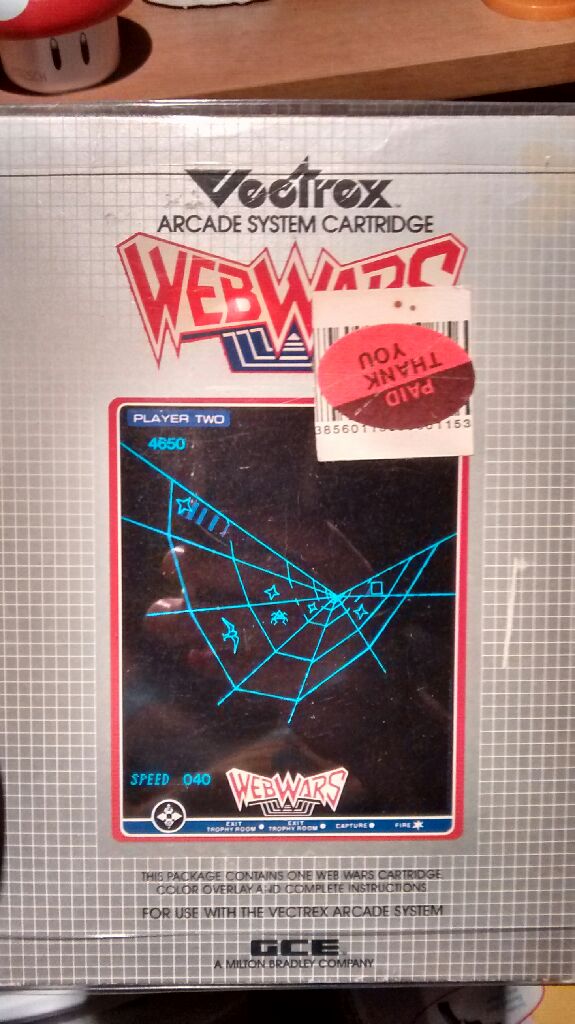 Vectrex
ARCADE SYSTEM CARTRIDGE
WEB WARS
PAID
THANK
YOU
1153
PLAYER TWO
4650
SPEED 040
WEB WARS
EXIT
TROPHY ROOM
EXIT
TROPHY ROOM
CAPTURE
FIRE
THIS PACKAGE CONTAINS ONE WEB WARS CARTRIDGE
COLOR OVERLAY AND COMPLETE INSTRUCTIONS
FOR USE WITH THE VECTREX ARCADE SYSTEM
GCE
A MILTON BRADLEY COMPANY